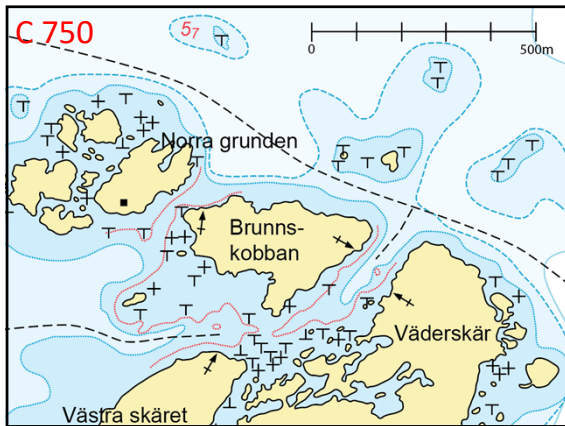 C 750
57
0 500m
Norra grunden
Brunns-
kobban
Väderskär
Västra skäret